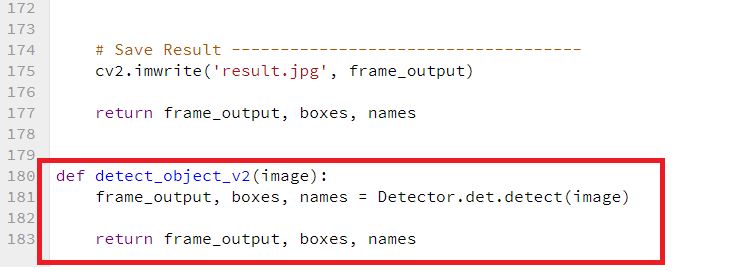 172
173
174 # Save Result ------------------------------------
175 cv2.imwrite('result.jpg', frame_output)
176
177 return frame_output, boxes, names
178
179
180 def detect_object_v2(image):
181 frame_output, boxes, names = Detector.det.detect(image)
182
183 return frame_output, boxes, names